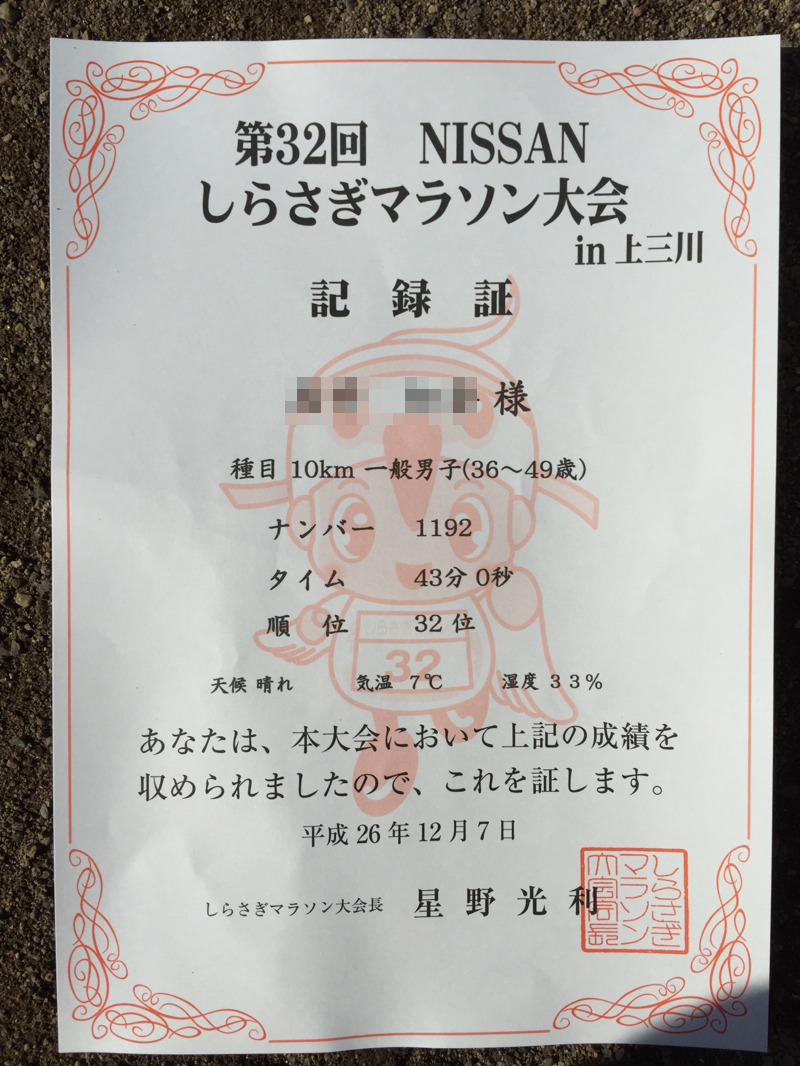 第32回 NISSAN
しらさぎマラソン大会
in 上三川
記録証
様
種目 10km 一般男子(36～49歳)
ナンバー 1192
タイム 43分 0秒
順位 32 位
しらさぎ
32
天候 晴れ 気温 7℃ 湿度 33%
あなたは、本大会において上記の成績を
収められましたので、これを証します。
平成 26 年 12 月 7 日
しらさぎマラソン大会長 星野光利
しらさぎ
マラソン
大会会長